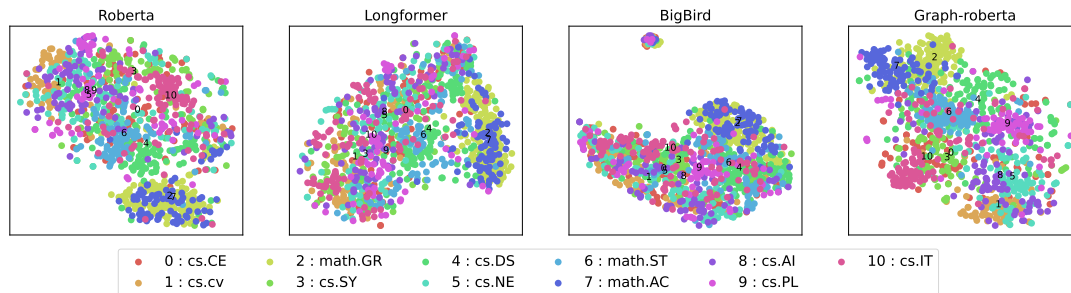 Roberta Longformer BigBird Graph-roberta
0 : cs.CE 2 : math.GR 4 : cs.DS 6 : math.ST 8 : cs.AI 10 : cs.IT
1 : cs.cv 3 : cs.SY 5 : cs.NE 7 : math.AC 9 : cs.PL